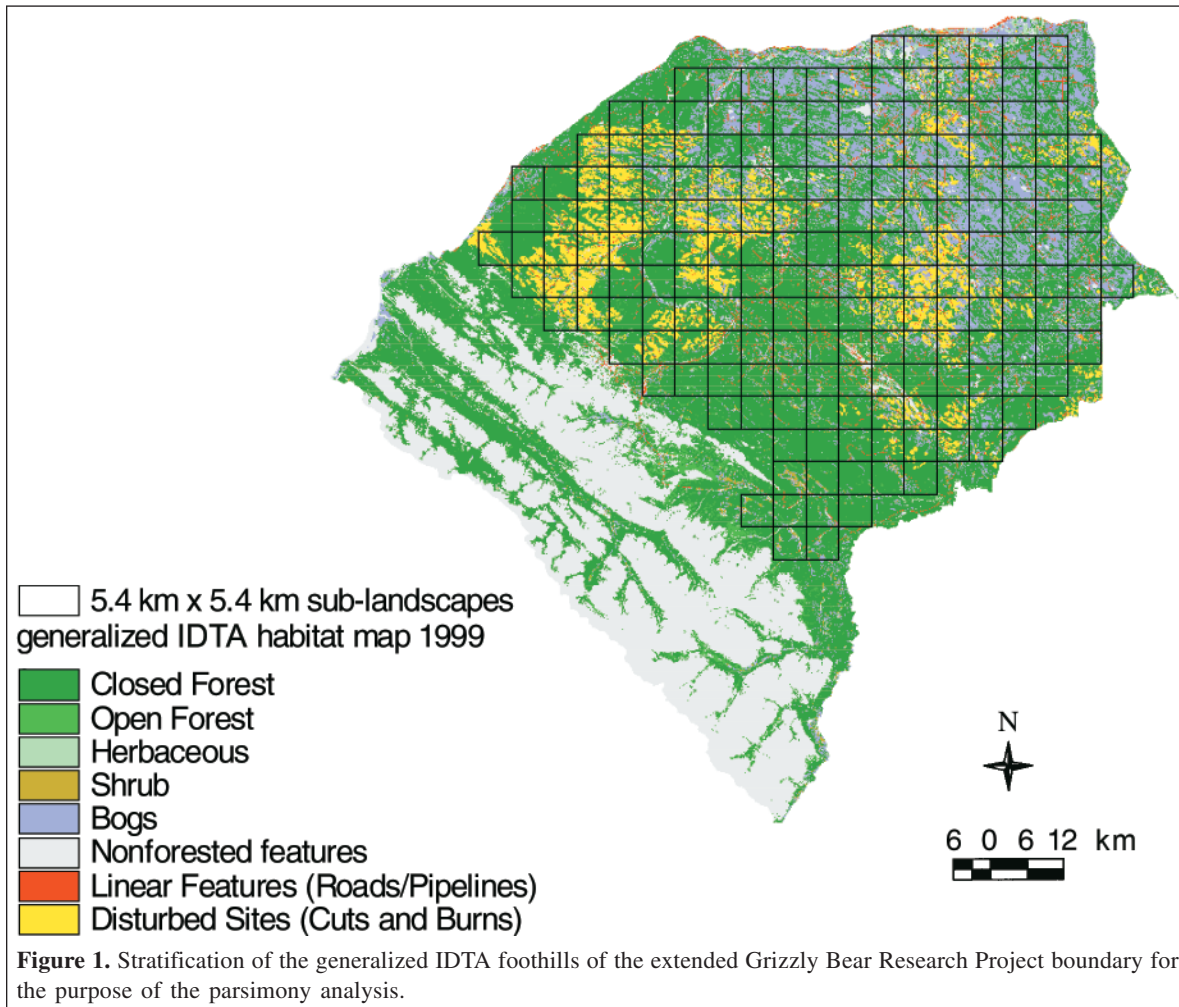 5.4 km x 5.4 km sub-landscapes
generalized IDTA habitat map 1999
Closed Forest
Open Forest
Herbaceous
Shrub
Bogs
Nonforested features
Linear Features (Roads/Pipelines)
Disturbed Sites (Cuts and Burns)
N
6 0 6 12 km
Figure 1. Stratification of the generalized IDTA foothills of the extended Grizzly Bear Research Project boundary for
the purpose of the parsimony analysis.